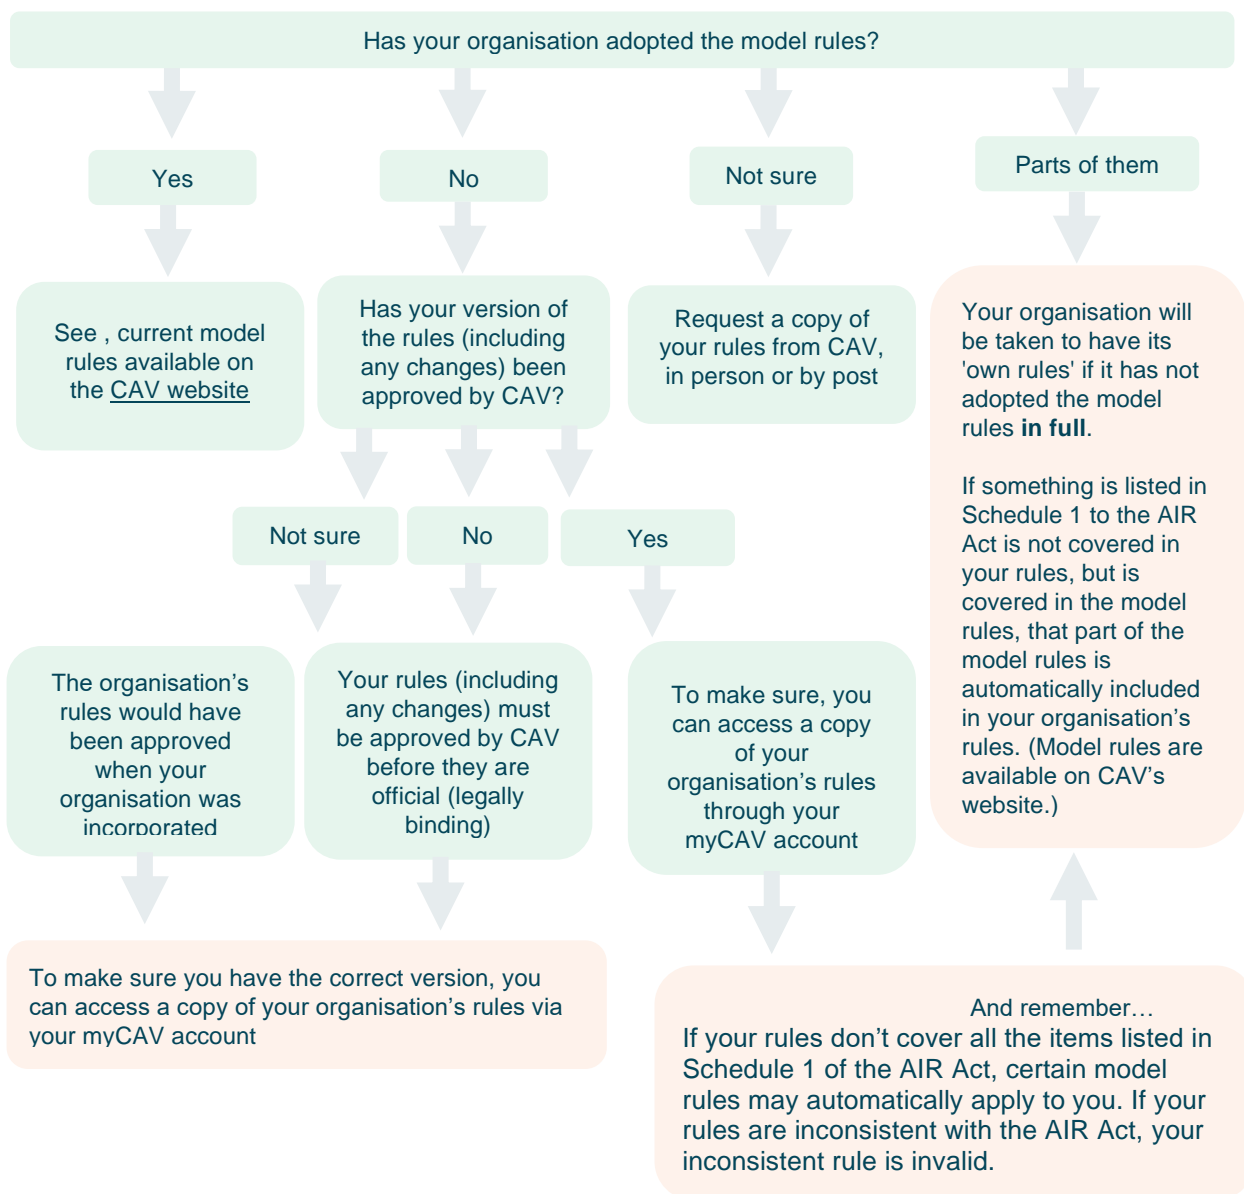 Has your organisation adopted the model rules?
Yes
No
Not sure
Parts of them
See , current model
rules available on
the CAV website
Has your version of
the rules (including
any changes) been
approved by CAV?
Request a copy of
your rules from CAV,
in person or by post
Your organisation will
be taken to have its
'own rules' if it has not
adopted the model
rules in full.
If something is listed in
Schedule 1 to the AIR
Act is not covered in
your rules, but is
covered in the model
rules, that part of the
model rules is
automatically included
in your organisation's
rules. (Model rules are
available on CAV's
website.)
Not sure
No
Yes
The organisation’s
rules would have
been approved
when your
organisation was
incorporated
Your rules (including
any changes) must
be approved by CAV
before they are
official (legally
binding)
To make sure, you
can access a copy
of your
organisation’s rules
through your
myCAV account
To make sure you have the correct version, you
can access a copy of your organisation’s rules via
your myCAV account
And remember…
If your rules don’t cover all the items listed in
Schedule 1 of the AIR Act, certain model
rules may automatically apply to you. If your
rules are inconsistent with the AIR Act, your
inconsistent rule is invalid.